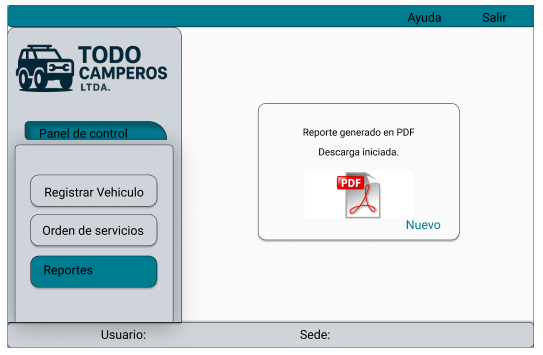 Ayuda Salir
TODO
CAMPEROS
LTDA.
Panel de control
Registrar Vehiculo
Orden de servicios
Reportes
Reporte generado en PDF
Descarga iniciada.
PDF
Nuevo
Usuario: Sede: